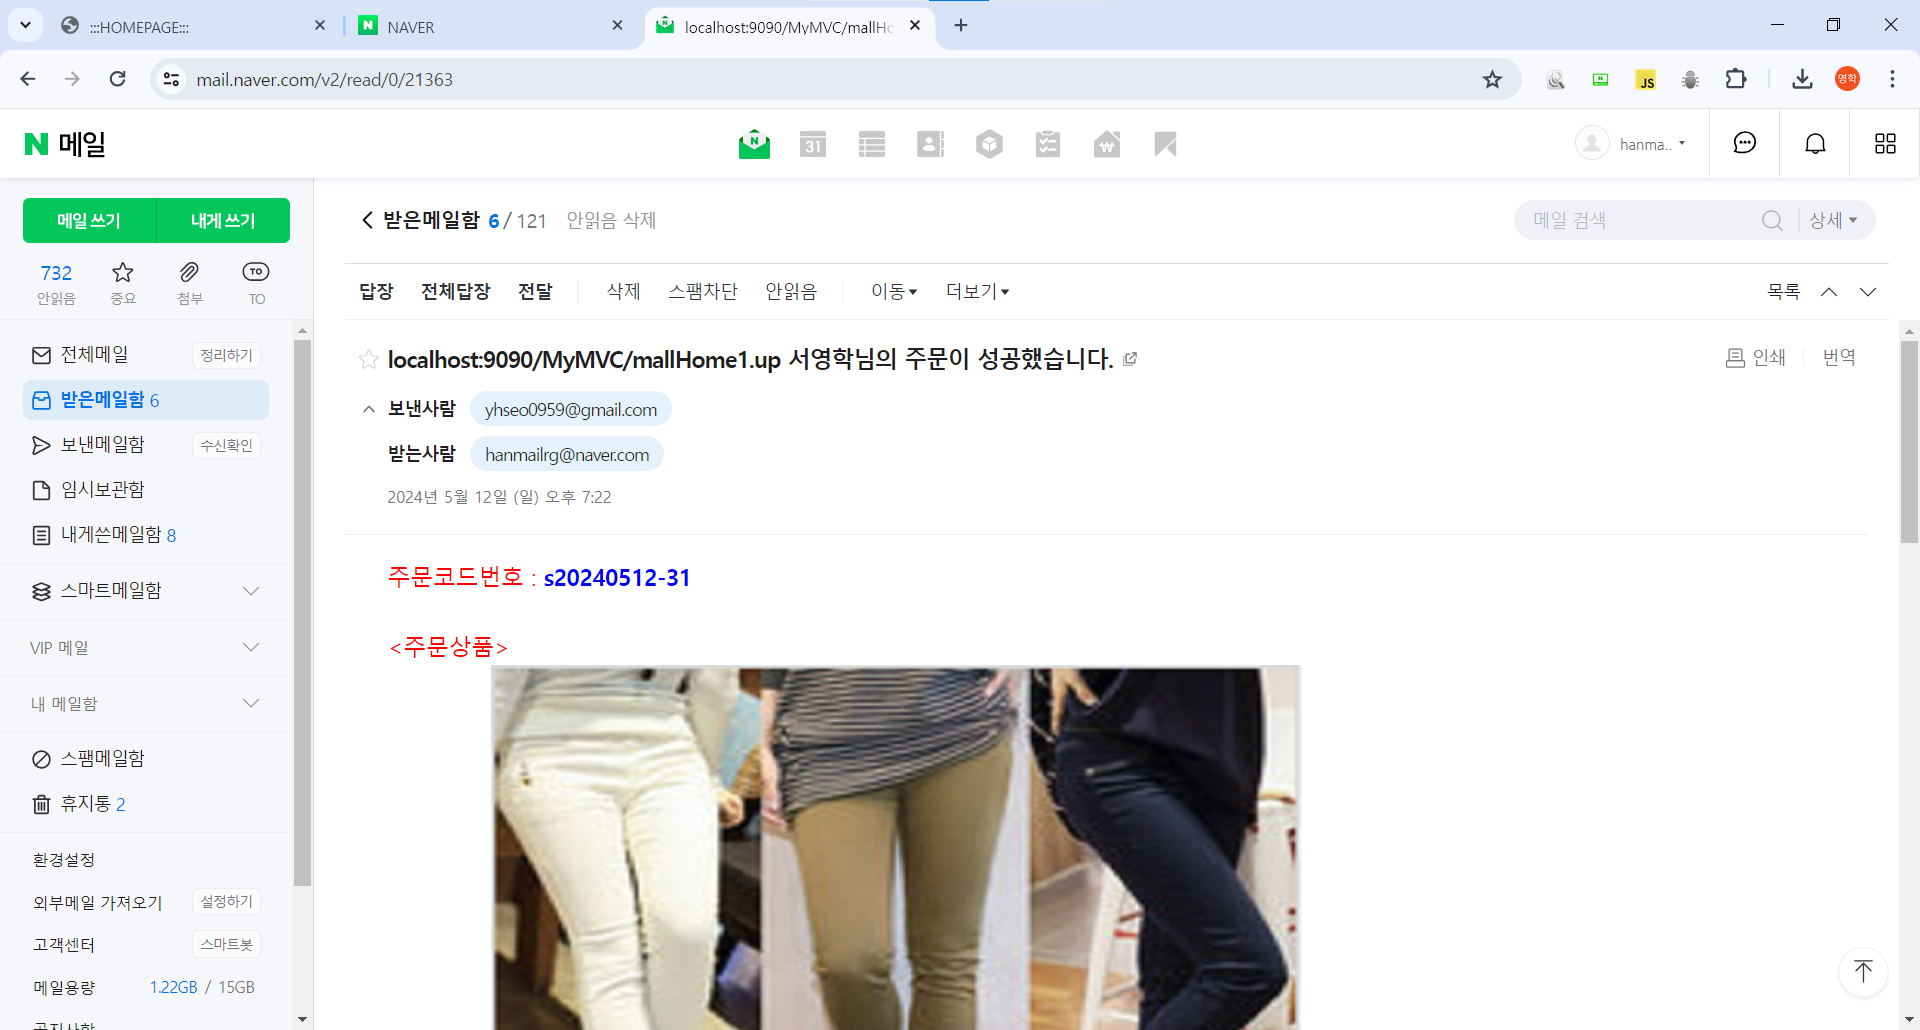 :::HOMEPAGE:::
NAVER
localhost:9090/MyMVC/mallHo
mail.naver.com/v2/read/0/21363
JS
영학
N 메일
N
31
hanma..
메일 쓰기
내게 쓰기
732
안읽음
중요
첨부
TO
TO
전체메일
정리하기
받은메일함 6
보낸메일함
수신확인
임시보관함
내게쓴메일함 8
스마트메일함
VIP 메일
내 메일함
스팸메일함
휴지통 2
환경설정
외부메일 가져오기
설정하기
고객센터
스마트봇
메일용량
1.22GB / 15GB
공지사항
받은메일함 6 / 121 안읽음 삭제
메일 검색
상세
답장 전체답장 전달 삭제 스팸차단 안읽음 이동 더보기
목록
localhost:9090/MyMVC/mallHome1.up 서영학님의 주문이 성공했습니다.
인쇄
번역
보낸사람 yhseo0959@gmail.com
받는사람 hanmailrg@naver.com
2024년 5월 12일 (일) 오후 7:22
주문코드번호 : s20240512-31
<주문상품>